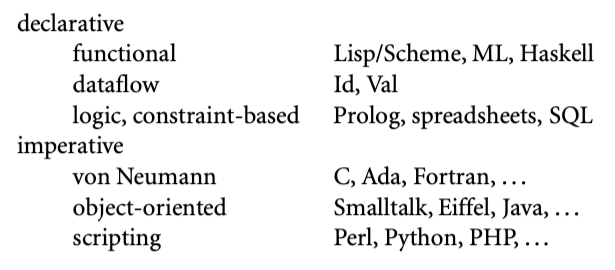 declarative
functional Lisp/Scheme, ML, Haskell
dataflow Id, Val
logic, constraint-based Prolog, spreadsheets, SQL
imperative
von Neumann C, Ada, Fortran, . . .
object-oriented Smalltalk, Eiffel, Java, . . .
scripting Perl, Python, PHP, . . .